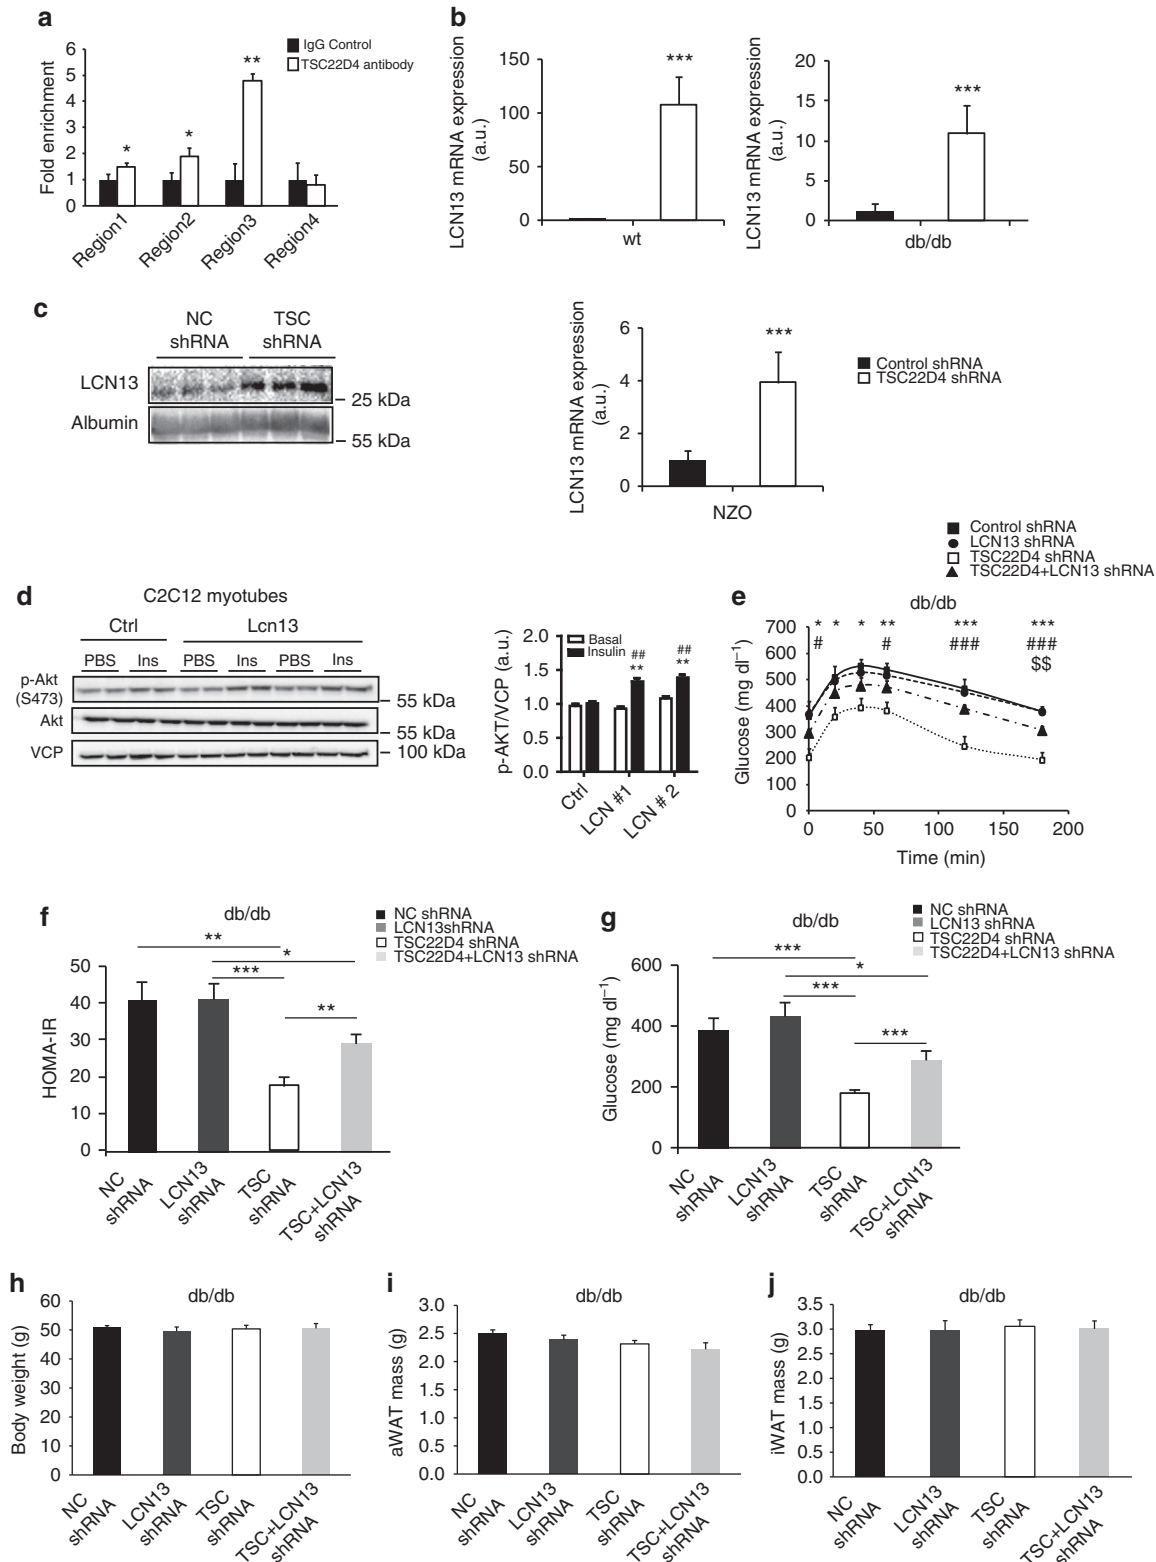 a
IgG Control
TSC22D4 antibody
Fold enrichment
6
5
4
3
2
1
0
*
*
**
Region1
Region2
Region3
Region4
b
LCN13 mRNA expression
(a.u.)
150
100
50
0
***
wt
LCN13 mRNA expression
(a.u.)
20
15
10
5
0
***
db/db
LCN13 mRNA expression
(a.u.)
6
4
2
0
***
NZO
Control shRNA
TSC22D4 shRNA
c
NC
shRNA
TSC
shRNA
LCN13
25 kDa
Albumin
55 kDa
d
C2C12 myotubes
Ctrl
Lcn13
PBS
Ins
PBS
Ins
PBS
Ins
p-Akt
(S473)
55 kDa
Akt
55 kDa
VCP
100 kDa
p-AKT/VCP (a.u.)
2.0
1.5
1.0
0.5
0.0
Basal
Insulin
##
**
##
**
Ctrl
LCN #1
LCN # 2
Control shRNA
LCN13 shRNA
TSC22D4 shRNA
TSC22D4+LCN13 shRNA
e
db/db
* * * ** *** ***
# # ### ###
$$
Glucose (mg dl–1)
700
600
500
400
300
200
100
0
0 50 100 150 200
Time (min)
f
db/db
NC shRNA
LCN13shRNA
TSC22D4 shRNA
TSC22D4+LCN13 shRNA
**
*
***
**
HOMA-IR
50
40
30
20
10
0
NC
shRNA
LCN13
shRNA
TSC
shRNA
TSC+LCN13
shRNA
g
db/db
NC shRNA
LCN13 shRNA
TSC22D4 shRNA
TSC22D4+LCN13 shRNA
***
*
***
***
Glucose (mg dl–1)
600
400
200
0
NC
shRNA
LCN13
shRNA
TSC
shRNA
TSC+LCN13
shRNA
h
db/db
Body weight (g)
60
50
40
30
20
10
0
NC
shRNA
LCN13
shRNA
TSC
shRNA
TSC+LCN13
shRNA
i
db/db
aWAT mass (g)
3.0
2.5
2.0
1.5
1.0
0.5
0.0
NC
shRNA
LCN13
shRNA
TSC
shRNA
TSC+LCN13
shRNA
j
db/db
iWAT mass (g)
3.5
3.0
2.5
2.0
1.5
1.0
0.5
0.0
NC
shRNA
LCN13
shRNA
TSC
shRNA
TSC+LCN13
shRNA